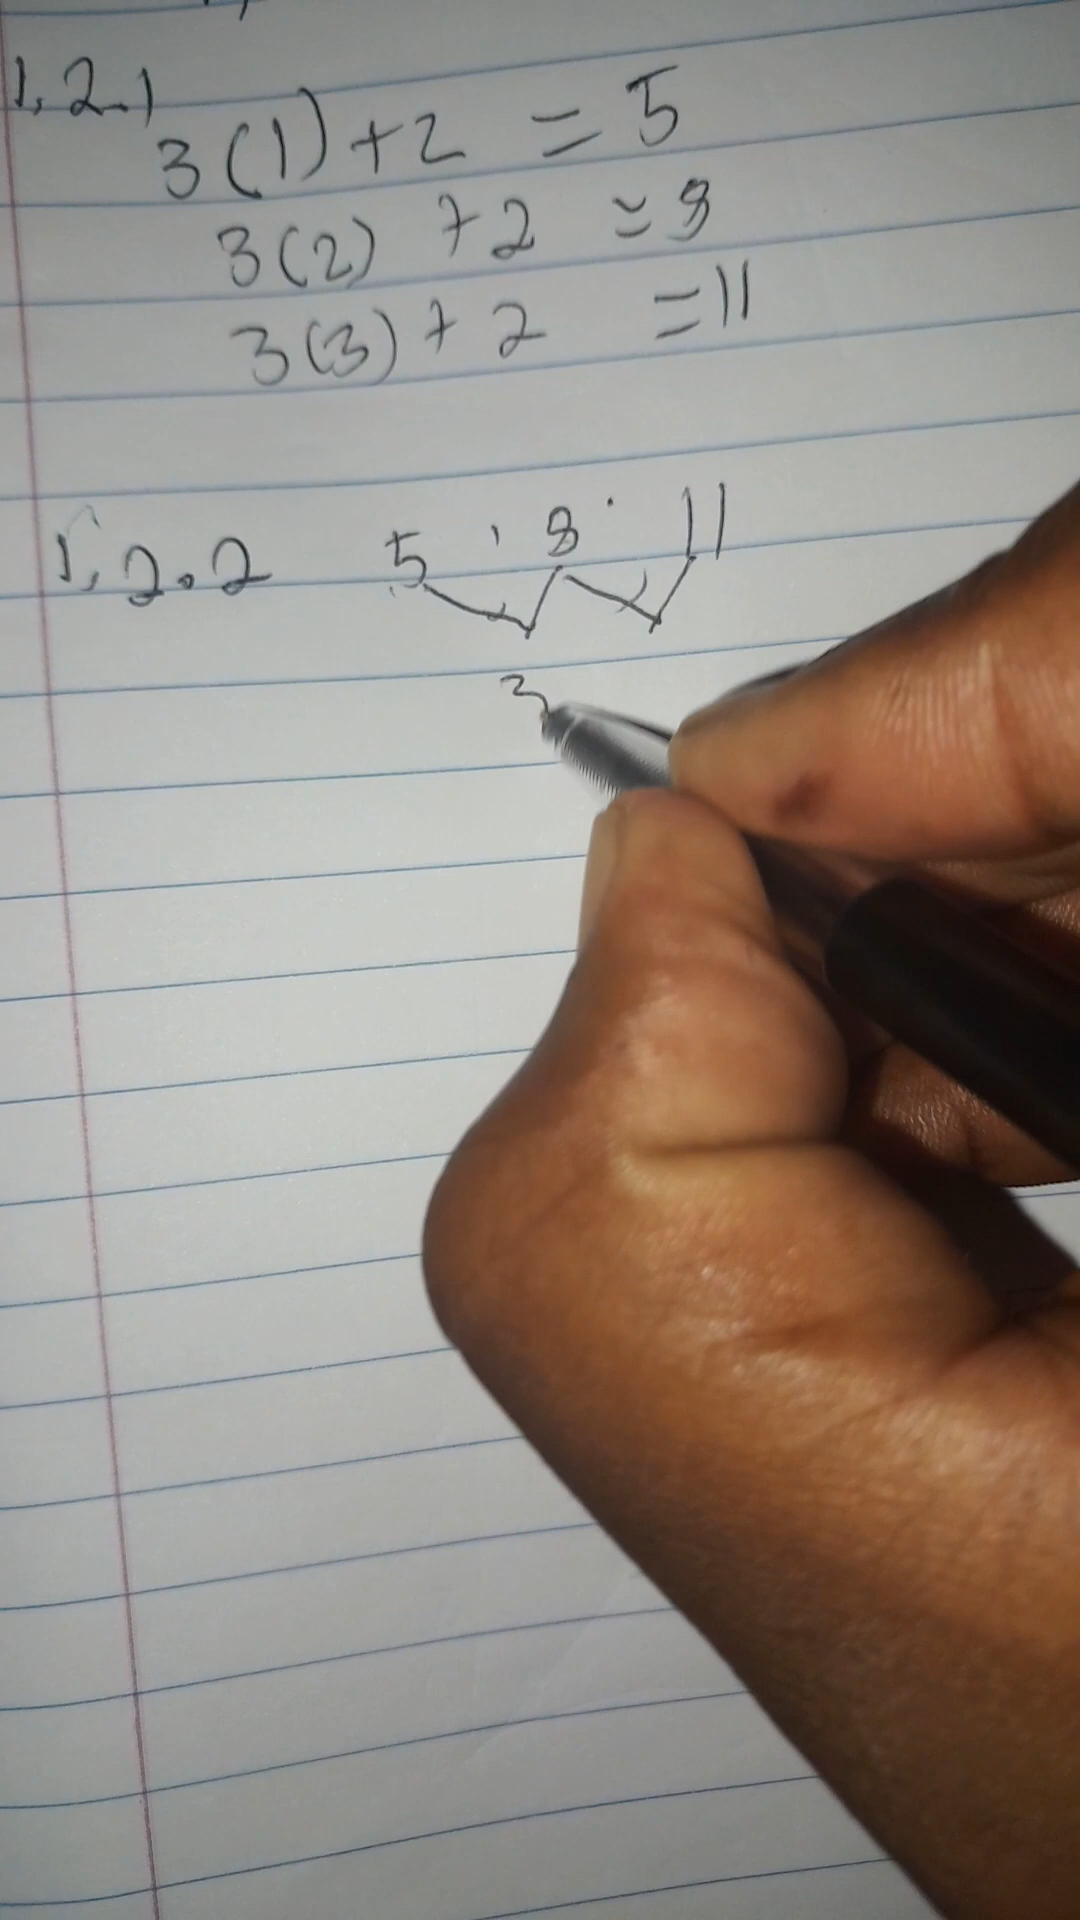 1.2.1
3(1)+2 = 5
3(2) +2 = 8
3(3)+2 =11
1.2.2 5, 8, 11
3